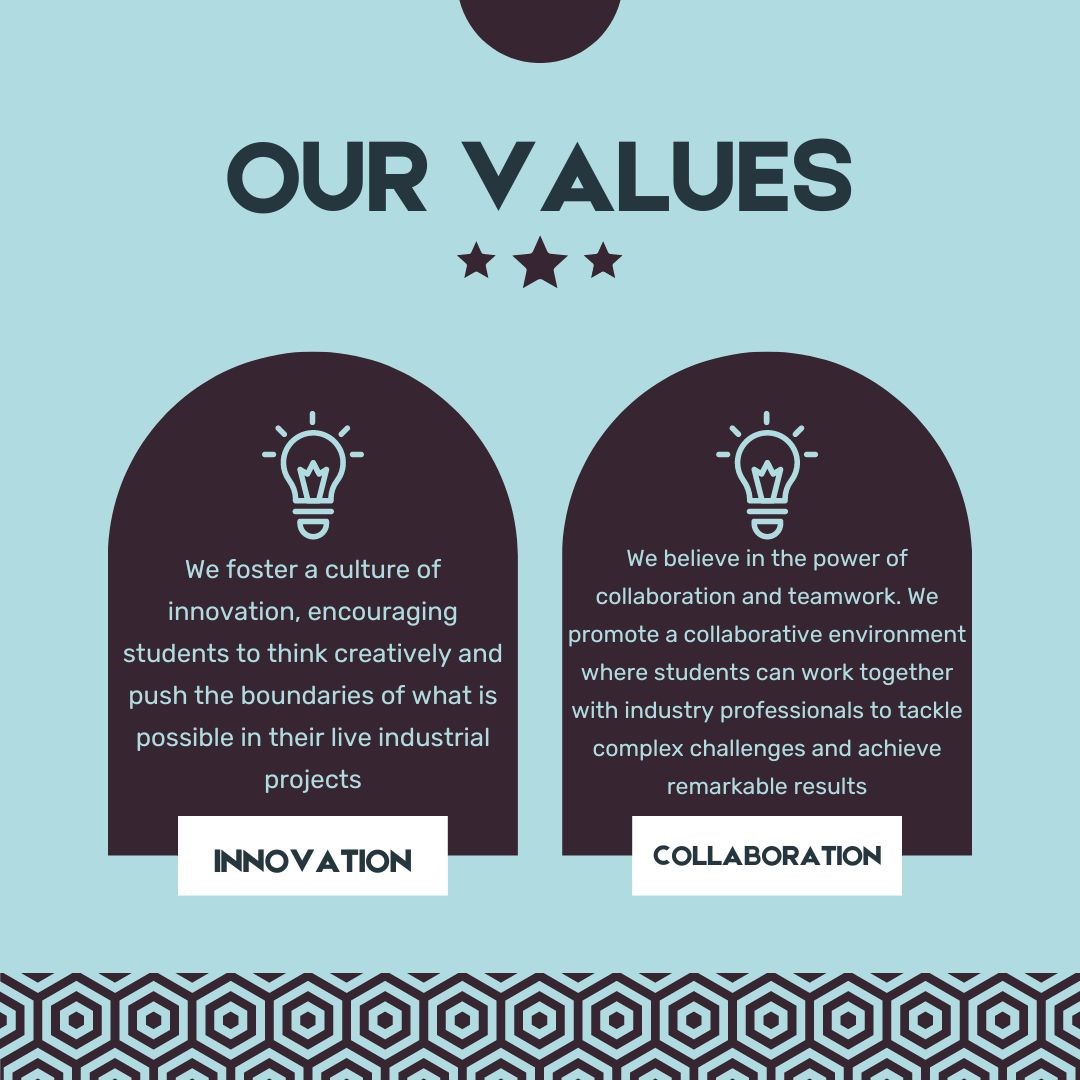 OUR VALUES
We foster a culture of
innovation, encouraging
students to think creatively and
push the boundaries of what is
possible in their live industrial
projects
INNOVATION
We believe in the power of
collaboration and teamwork. We
promote a collaborative environment
where students can work together
with industry professionals to tackle
complex challenges and achieve
remarkable results
COLLABORATION